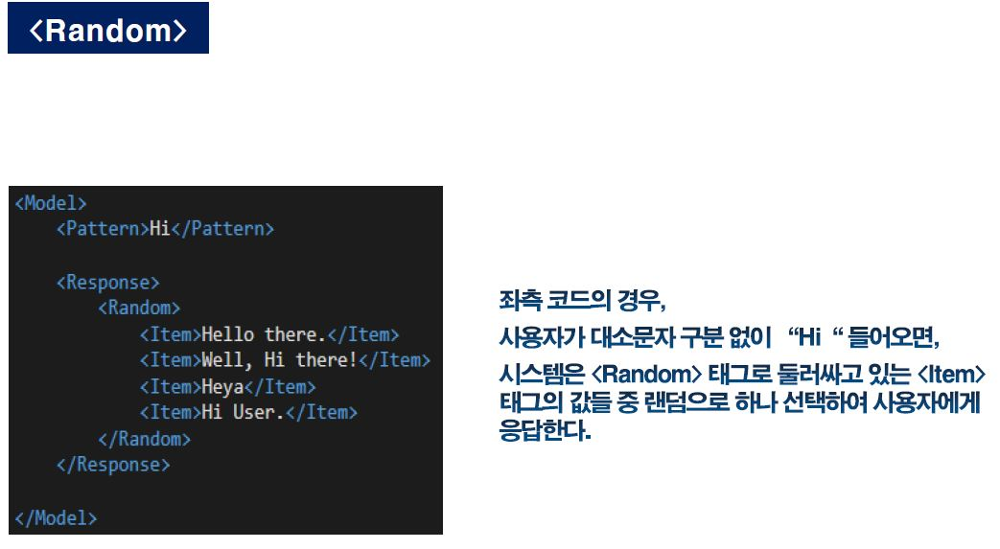 <Random>
<Model>
<Pattern>Hi</Pattern>
<Response>
<Random>
<Item>Hello there.</Item>
<Item>Well, Hi there!</Item>
<Item>Heya</Item>
<Item>Hi User.</Item>
</Random>
</Response>
</Model>
좌측 코드의 경우,
사용자가 대소문자 구분 없이 “Hi “ 들어오면,
시스템은 <Random> 태그로 둘러싸고 있는 <Item>
태그의 값들 중 랜덤으로 하나 선택하여 사용자에게
응답한다.